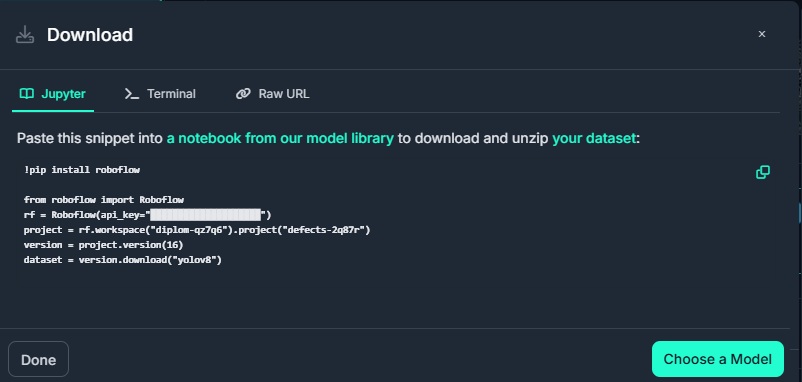 Download
×
Jupyter
Terminal
Raw URL
Paste this snippet into a notebook from our model library to download and unzip your dataset:
!pip install roboflow
from roboflow import Roboflow
rf = Roboflow(api_key="████████████████████")
project = rf.workspace("diplom-qz7q6").project("defects-2q87r")
version = project.version(16)
dataset = version.download("yolov8")
Done
Choose a Model